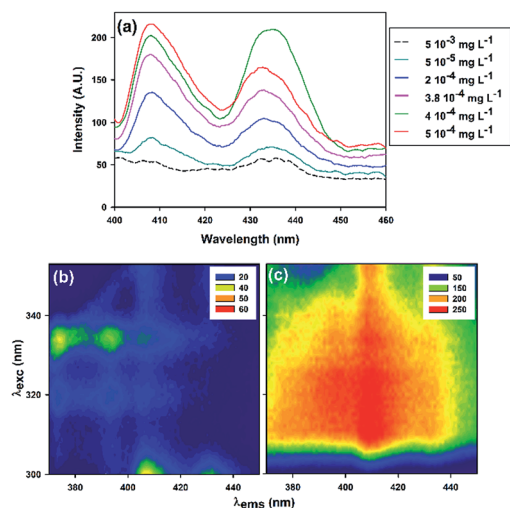 (a)
200
150
100
50
0
Intensity (A.U.)
400 410 420 430 440 450 460
Wavelength (nm)
5 10-3 mg L-1
5 10-5 mg L-1
2 10-4 mg L-1
3.8 10-4 mg L-1
4 10-4 mg L-1
5 10-4 mg L-1
(b)
20
40
50
60
(c)
50
150
200
250
340
320
300
λexc (nm)
380 400 420 440
380 400 420 440
λems (nm)